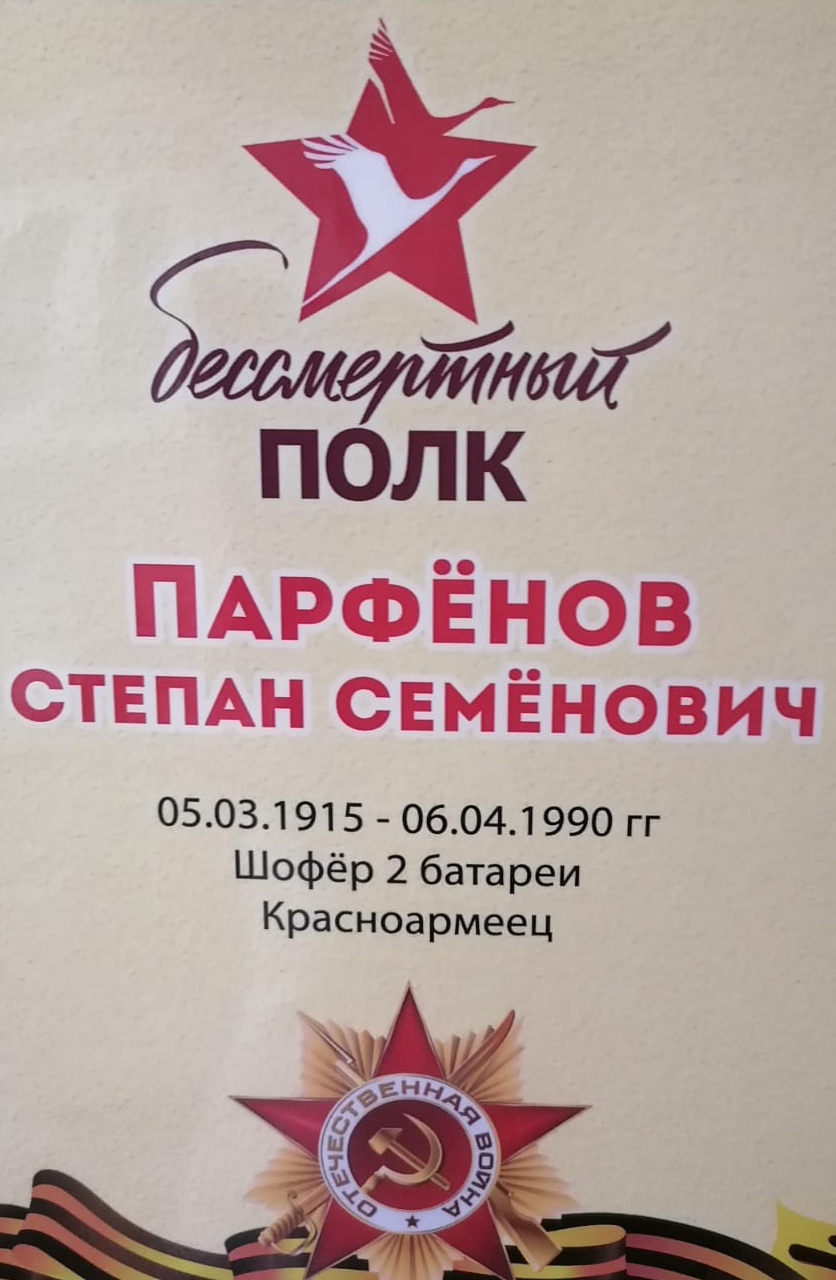 бессмертный
ПОЛК
ПАРФЁНОВ
СТЕПАН СЕМЁНОВИЧ
05.03.1915 - 06.04.1990 гг
Шофёр 2 батареи
Красноармеец
ОТЕЧЕСТВЕННАЯ ВОЙНА